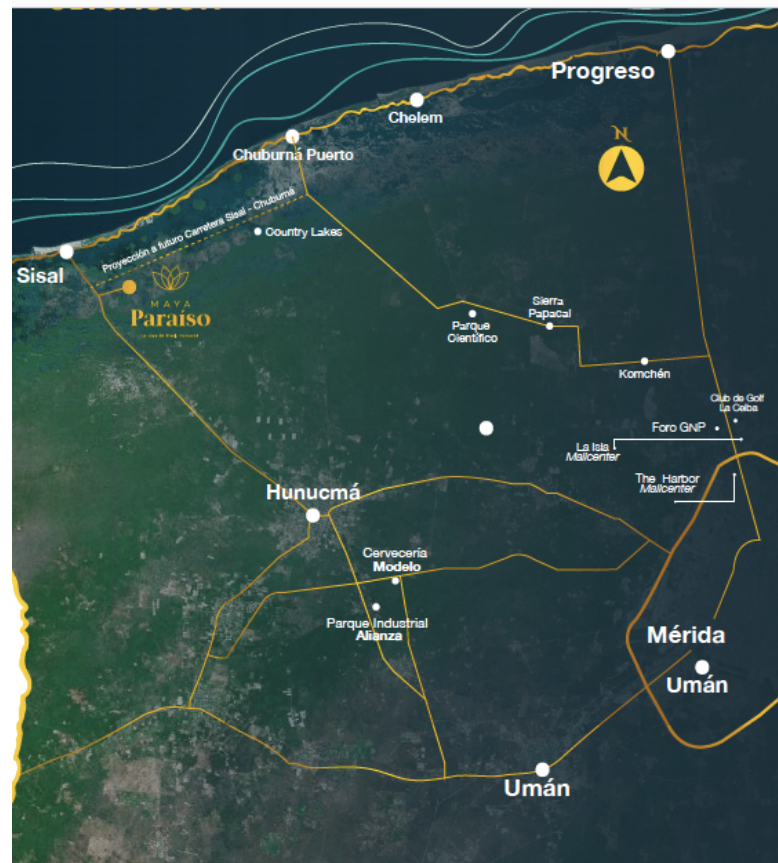 Progreso
Chelem
N
Chuburná Puerto
Proyección a futuro Carretera Sisal - Chuburná
Country Lakes
Sisal
MAYA
Paraíso
Sierra
Papacal
Parque
Científico
Komchén
Club de Golf
La Ceiba
Foro GNP
La Isla
Mallcenter
The Harbor
Mallcenter
Hunucmá
Cervecería
Modelo
Parque Industrial
Alianza
Mérida
Umán
Umán